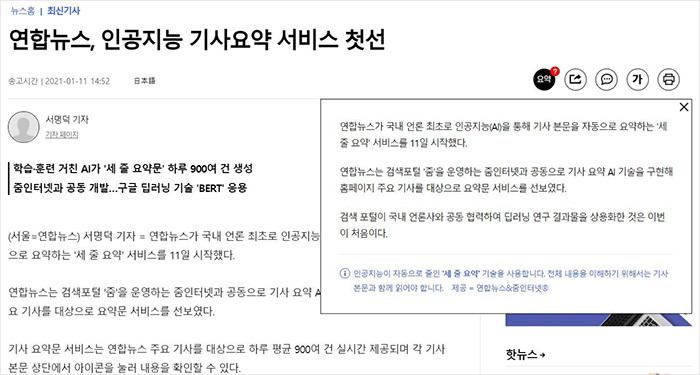 뉴스홈 | 최신기사
연합뉴스, 인공지능 기사요약 서비스 첫선
송고시간 | 2021-01-11 14:52 日本語
요약 ? 가
서명덕 기자
기자 페이지
학습·훈련 거친 AI가 '세 줄 요약문' 하루 900여 건 생성
줌인터넷과 공동 개발…구글 딥러닝 기술 'BERT' 응용
(서울=연합뉴스) 서명덕 기자 = 연합뉴스가 국내 언론 최초로 인공지능
으로 요약하는 '세 줄 요약' 서비스를 11일 시작했다.
연합뉴스는 검색포털 '줌'을 운영하는 줌인터넷과 공동으로 기사 요약 AI
요 기사를 대상으로 요약문 서비스를 선보였다.
기사 요약문 서비스는 연합뉴스 주요 기사를 대상으로 하루 평균 900여 건 실시간 제공되며 각 기사
본문 상단에서 아이콘을 눌러 내용을 확인할 수 있다.
연합뉴스가 국내 언론 최초로 인공지능(AI)을 통해 기사 본문을 자동으로 요약하는 '세
줄 요약' 서비스를 11일 시작했다.
연합뉴스는 검색포털 '줌'을 운영하는 줌인터넷과 공동으로 기사 요약 AI 기술을 구현해
홈페이지 주요 기사를 대상으로 요약문 서비스를 선보였다.
검색 포털이 국내 언론사와 공동 협력하여 딥러닝 연구 결과물을 상용화한 것은 이번
이 처음이다.
인공지능이 자동으로 줄인 '세 줄 요약' 기술을 사용합니다. 전체 내용을 이해하기 위해서는 기사
본문과 함께 읽어야 합니다. 제공 = 연합뉴스&줌인터넷®
핫뉴스